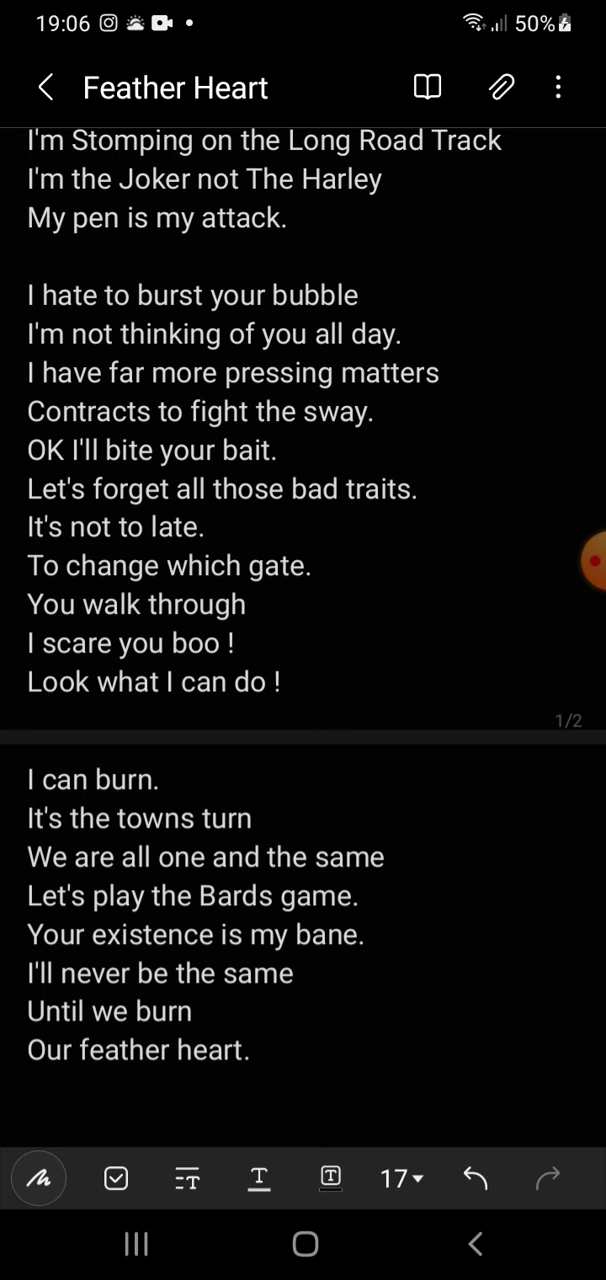 19:06 50%
Feather Heart
I'm Stomping on the Long Road Track
I'm the Joker not The Harley
My pen is my attack.
I hate to burst your bubble
I'm not thinking of you all day.
I have far more pressing matters
Contracts to fight the sway.
OK I'll bite your bait.
Let's forget all those bad traits.
It's not to late.
To change which gate.
You walk through
I scare you boo !
Look what I can do !
1/2
I can burn.
It's the towns turn
We are all one and the same
Let's play the Bards game.
Your existence is my bane.
I'll never be the same
Until we burn
Our feather heart.
17